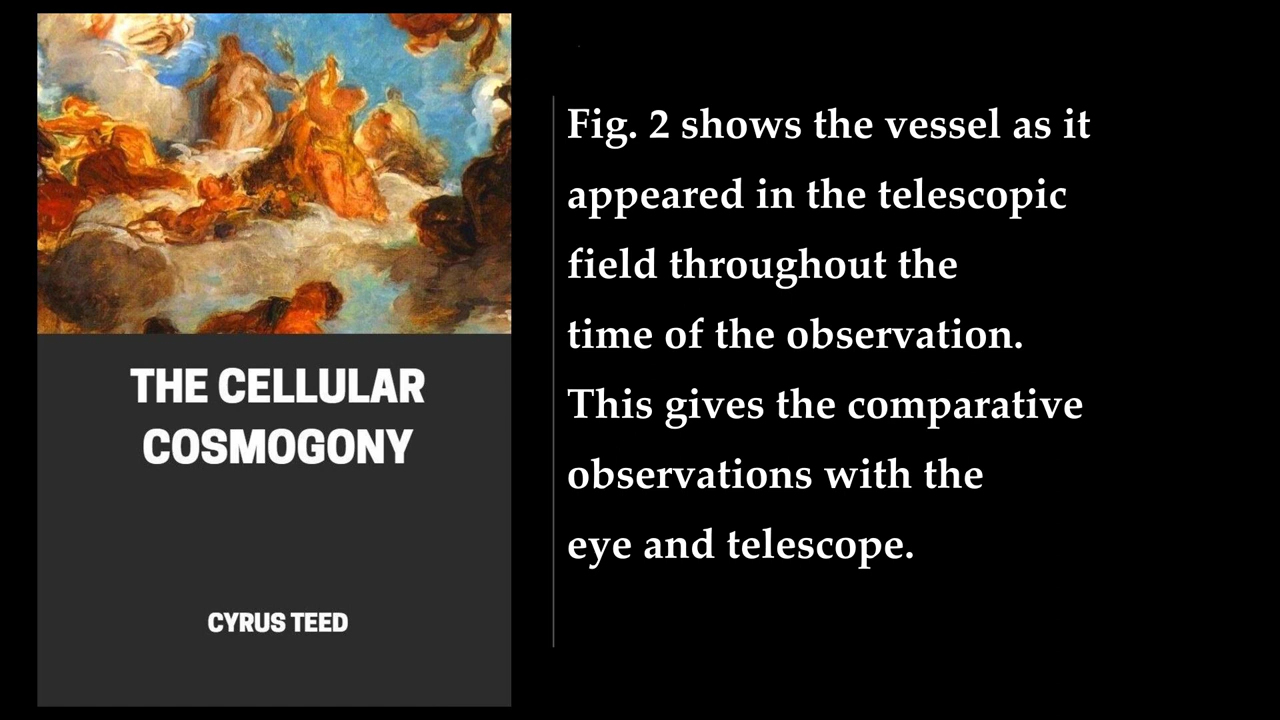 THE CELLULAR
COSMOGONY
CYRUS TEED
Fig. 2 shows the vessel as it
appeared in the telescopic
field throughout the
time of the observation.
This gives the comparative
observations with the
eye and telescope.